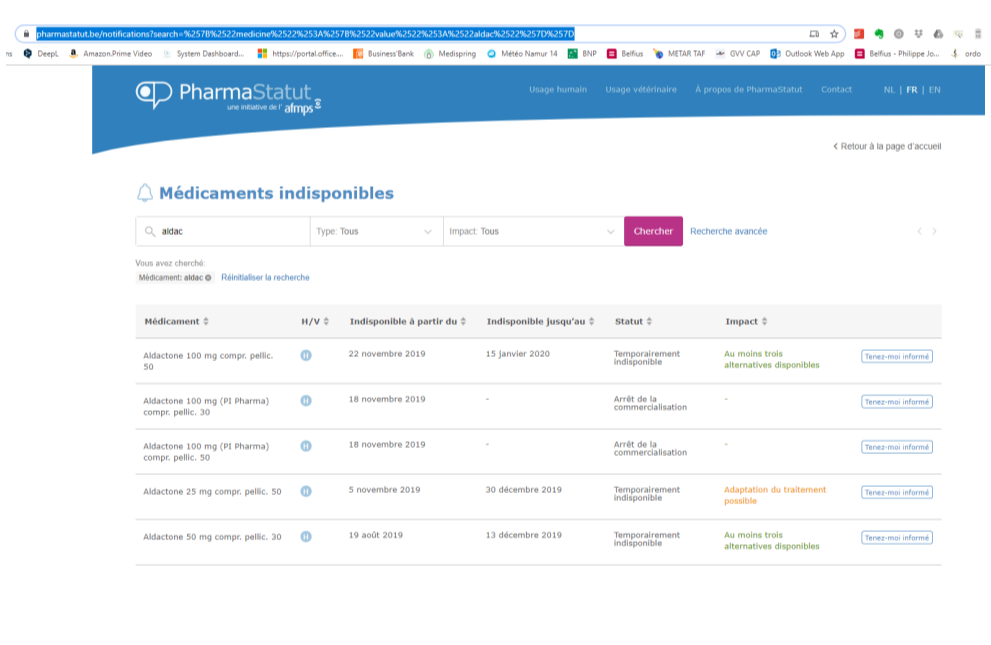 pharmastatut.be/notifications?search=%257B%2522medicine%2522%253A%257B%2522value%2522%253A%2522aldac%2522%257D%257D
ns DeepL Amazon.Prime Video System Dashboard... https://portal.office... Business'Bank Medispring Météo Namur 14 BNP Belfius METAR TAF GVV CAP Outlook Web App Belfius - Philippe Jo... ordo
PharmaStatut
une initiative de l' afmps
Usage humain Usage vétérinaire À propos de PharmaStatut Contact NL | FR | EN
< Retour à la page d'accueil
Médicaments indisponibles
aldac Type: Tous Impact: Tous Chercher Recherche avancée
Vous avez cherché:
Médicament: aldac Réinitialiser la recherche
Médicament H/V Indisponible à partir du Indisponible jusqu'au Statut Impact
Aldactone 100 mg compr. pellic. 50 H 22 novembre 2019 15 janvier 2020 Temporairement indisponible Au moins trois alternatives disponibles Tenez-moi informé
Aldactone 100 mg (PI Pharma) compr. pellic. 30 H 18 novembre 2019 - Arrêt de la commercialisation - Tenez-moi informé
Aldactone 100 mg (PI Pharma) compr. pellic. 50 H 18 novembre 2019 - Arrêt de la commercialisation - Tenez-moi informé
Aldactone 25 mg compr. pellic. 50 H 5 novembre 2019 30 décembre 2019 Temporairement indisponible Adaptation du traitement possible Tenez-moi informé
Aldactone 50 mg compr. pellic. 30 H 19 août 2019 13 décembre 2019 Temporairement indisponible Au moins trois alternatives disponibles Tenez-moi informé